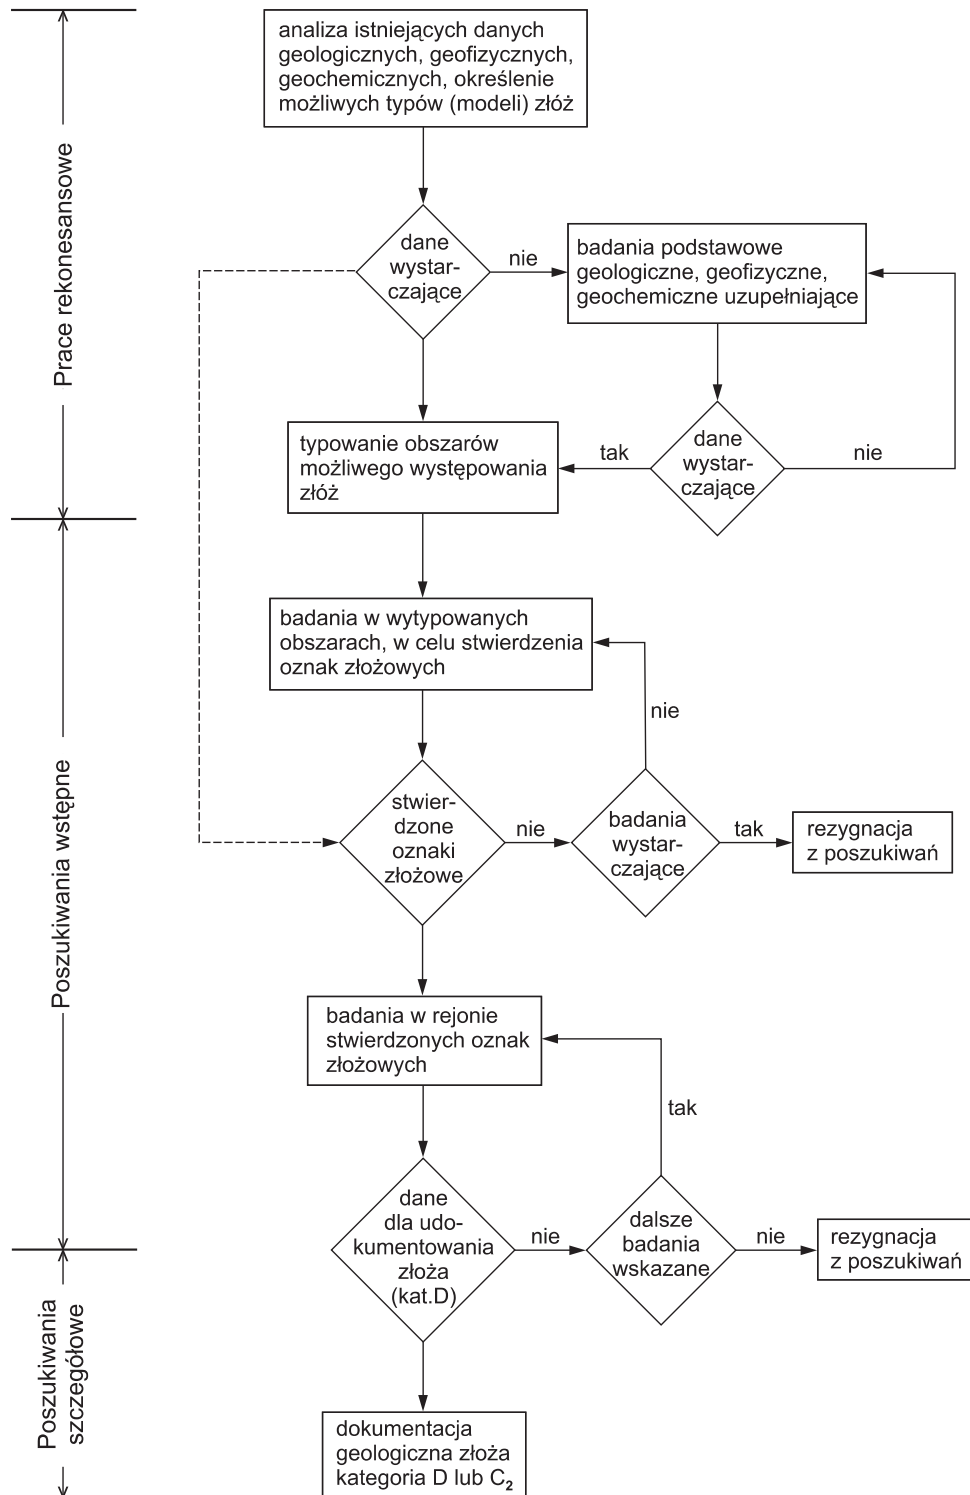 analiza istniejących danych
geologicznych, geofizycznych,
geochemicznych, określenie
możliwych typów (modeli) złóż
Prace rekonesansowe
dane
wystar-
czające
nie
badania podstawowe
geologiczne, geofizyczne,
geochemiczne uzupełniające
typowanie obszarów
możliwego występowania
złóż
tak
dane
wystar-
czające
nie
Poszukiwania wstępne
badania w wytypowanych
obszarach, w celu stwierdzenia
oznak złożowych
nie
stwier-
dzone
oznaki
złożowe
nie
badania
wystar-
czające
tak
rezygnacja
z poszukiwań
badania w rejonie
stwierdzonych oznak
złożowych
tak
dane
dla udo-
kumentowania
złoża
(kat.D)
nie
dalsze
badania
wskazane
nie
rezygnacja
z poszukiwań
Poszukiwania
szczegółowe
dokumentacja
geologiczna złoża
kategoria D lub C₂